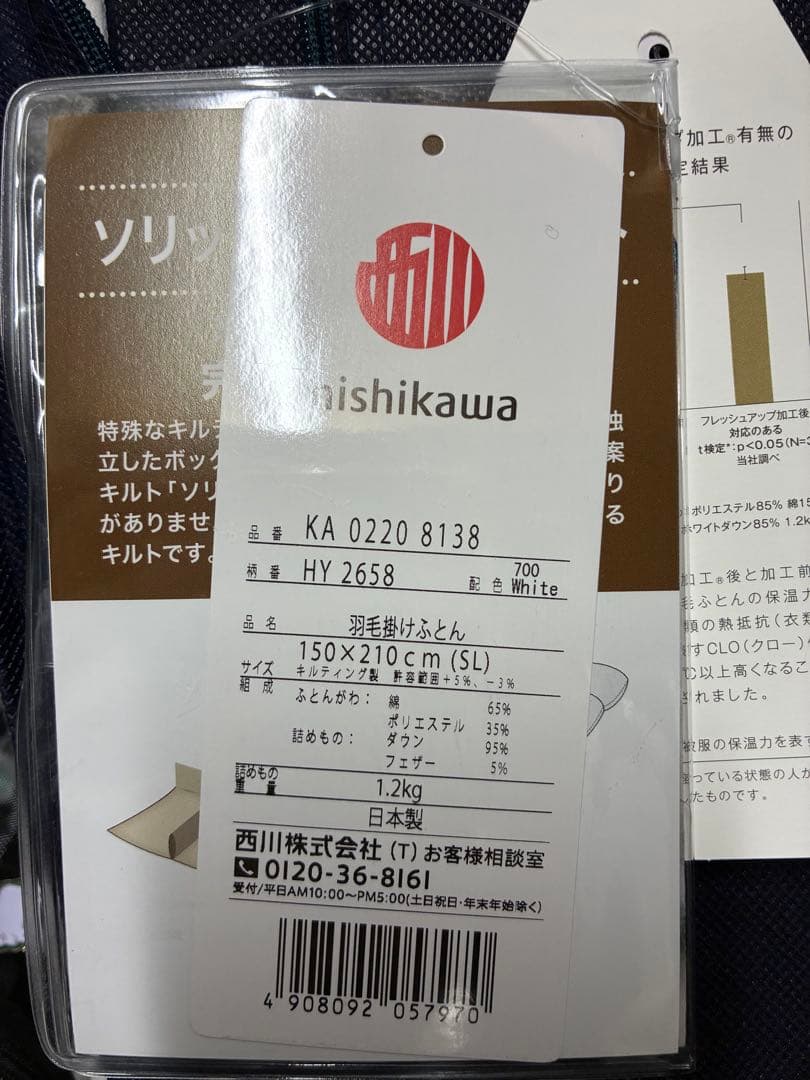 ソリッ
特殊なキル
立したボッ
キルト「ソリ
がありませ
キルトです。
独
案
りる
西川
nishikawa
品番 KA 0220 8138
柄番 HY 2658 配色 700 White
品名 羽毛掛けふとん
サイズ 150×210cm (SL)
キルティング製 許容範囲+5%、-3%
組成 ふとんがわ: 綿 65%
ポリエステル 35%
詰めもの: ダウン 95%
フェザー 5%
詰めもの重量 1.2kg
日本製
西川株式会社(T)お客様相談室
0120-36-8161
受付/平日AM10:00～PM5:00(土日祝日・年末年始除く)
4 908092 057970
加工®有無の
定結果
フレッシュアップ加工後
対応のある
t検定*:p<0.05(N=3
当社調べ
ポリエステル85% 綿15
ホワイトダウン85% 1.2k
加工®後と加工前
毛ふとんの保温力
類の熱抵抗(衣類
すCLO(クロー)
以上高くなるこ
されました。
被服の保温力を表す
っている状態の人が
たものです。